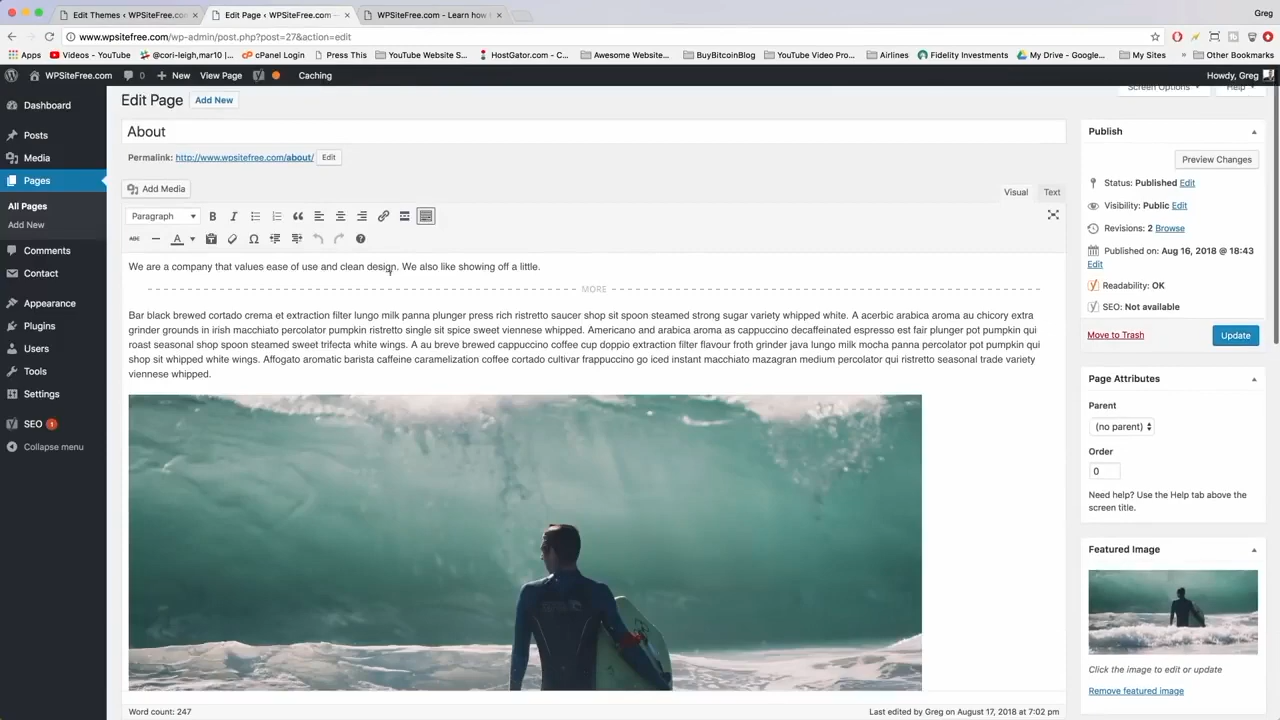 Edit Themes ‹ WPSiteFree.com ‹
Edit Page ‹ WPSiteFree.com —
WPSiteFree.com - Learn how
Greg
www.wpsitefree.com/wp-admin/post.php?post=27&action=edit
Apps
Videos - YouTube
@cori-leigh,mar10 |...
cPanel Login
Press This
YouTube Website S...
HostGator.com - C...
Awesome Website...
BuyBitcoinBlog
YouTube Video Pro...
Airlines
Fidelity Investments
My Drive - Google...
My Sites
Other Bookmarks
WPSiteFree.com
0
New
View Page
Caching
Howdy, Greg
Dashboard
Posts
Media
Pages
All Pages
Add New
Comments
Contact
Appearance
Plugins
Users
Tools
Settings
SEO 1
Collapse menu
Edit Page
Add New
Screen Options
Help
About
Permalink: http://www.wpsitefree.com/about/ Edit
Add Media
Visual
Text
Paragraph
B
I
ABC
A
We are a company that values ease of use and clean design. We also like showing off a little.
MORE
Bar black brewed cortado crema et extraction filter lungo milk panna plunger press rich ristretto saucer shop sit spoon steamed strong sugar variety whipped white. A acerbic arabica aroma au chicory extra
grinder grounds in irish macchiato percolator pumpkin ristretto single sit spice sweet viennese whipped. Americano and arabica aroma as cappuccino decaffeinated espresso est fair plunger pot pumpkin qui
roast seasonal shop spoon steamed sweet trifecta white wings. A au breve brewed cappuccino coffee cup doppio extraction filter flavour froth grinder java lungo milk mocha panna percolator pot pumpkin qui
shop sit whipped white wings. Affogato aromatic barista caffeine caramelization coffee cortado cultivar frappuccino go iced instant macchiato mazagran medium percolator qui ristretto seasonal trade variety
viennese whipped.
Word count: 247
Last edited by Greg on August 17, 2018 at 7:02 pm
Publish
Preview Changes
Status: Published Edit
Visibility: Public Edit
Revisions: 2 Browse
Published on: Aug 16, 2018 @ 18:43
Edit
Readability: OK
SEO: Not available
Move to Trash
Update
Page Attributes
Parent
(no parent)
Order
0
Need help? Use the Help tab above the
screen title.
Featured Image
Click the image to edit or update
Remove featured image